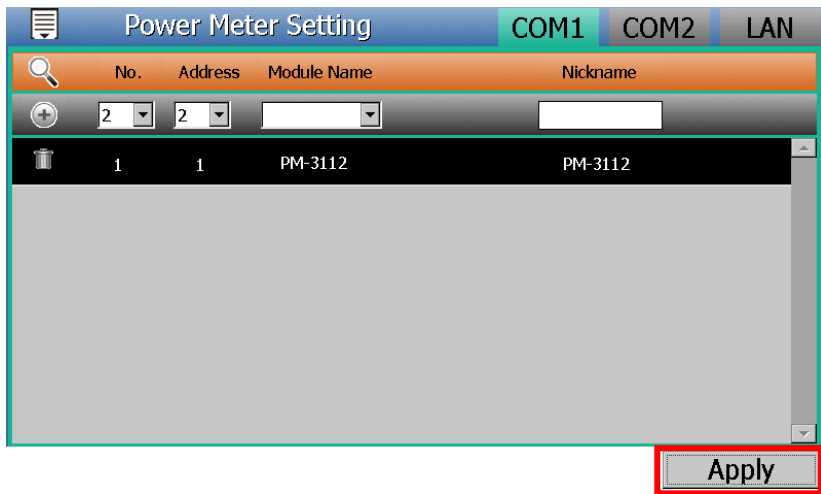 Power Meter Setting COM1 COM2 LAN
No. Address Module Name Nickname
2 2
1 1 PM-3112 PM-3112
Apply